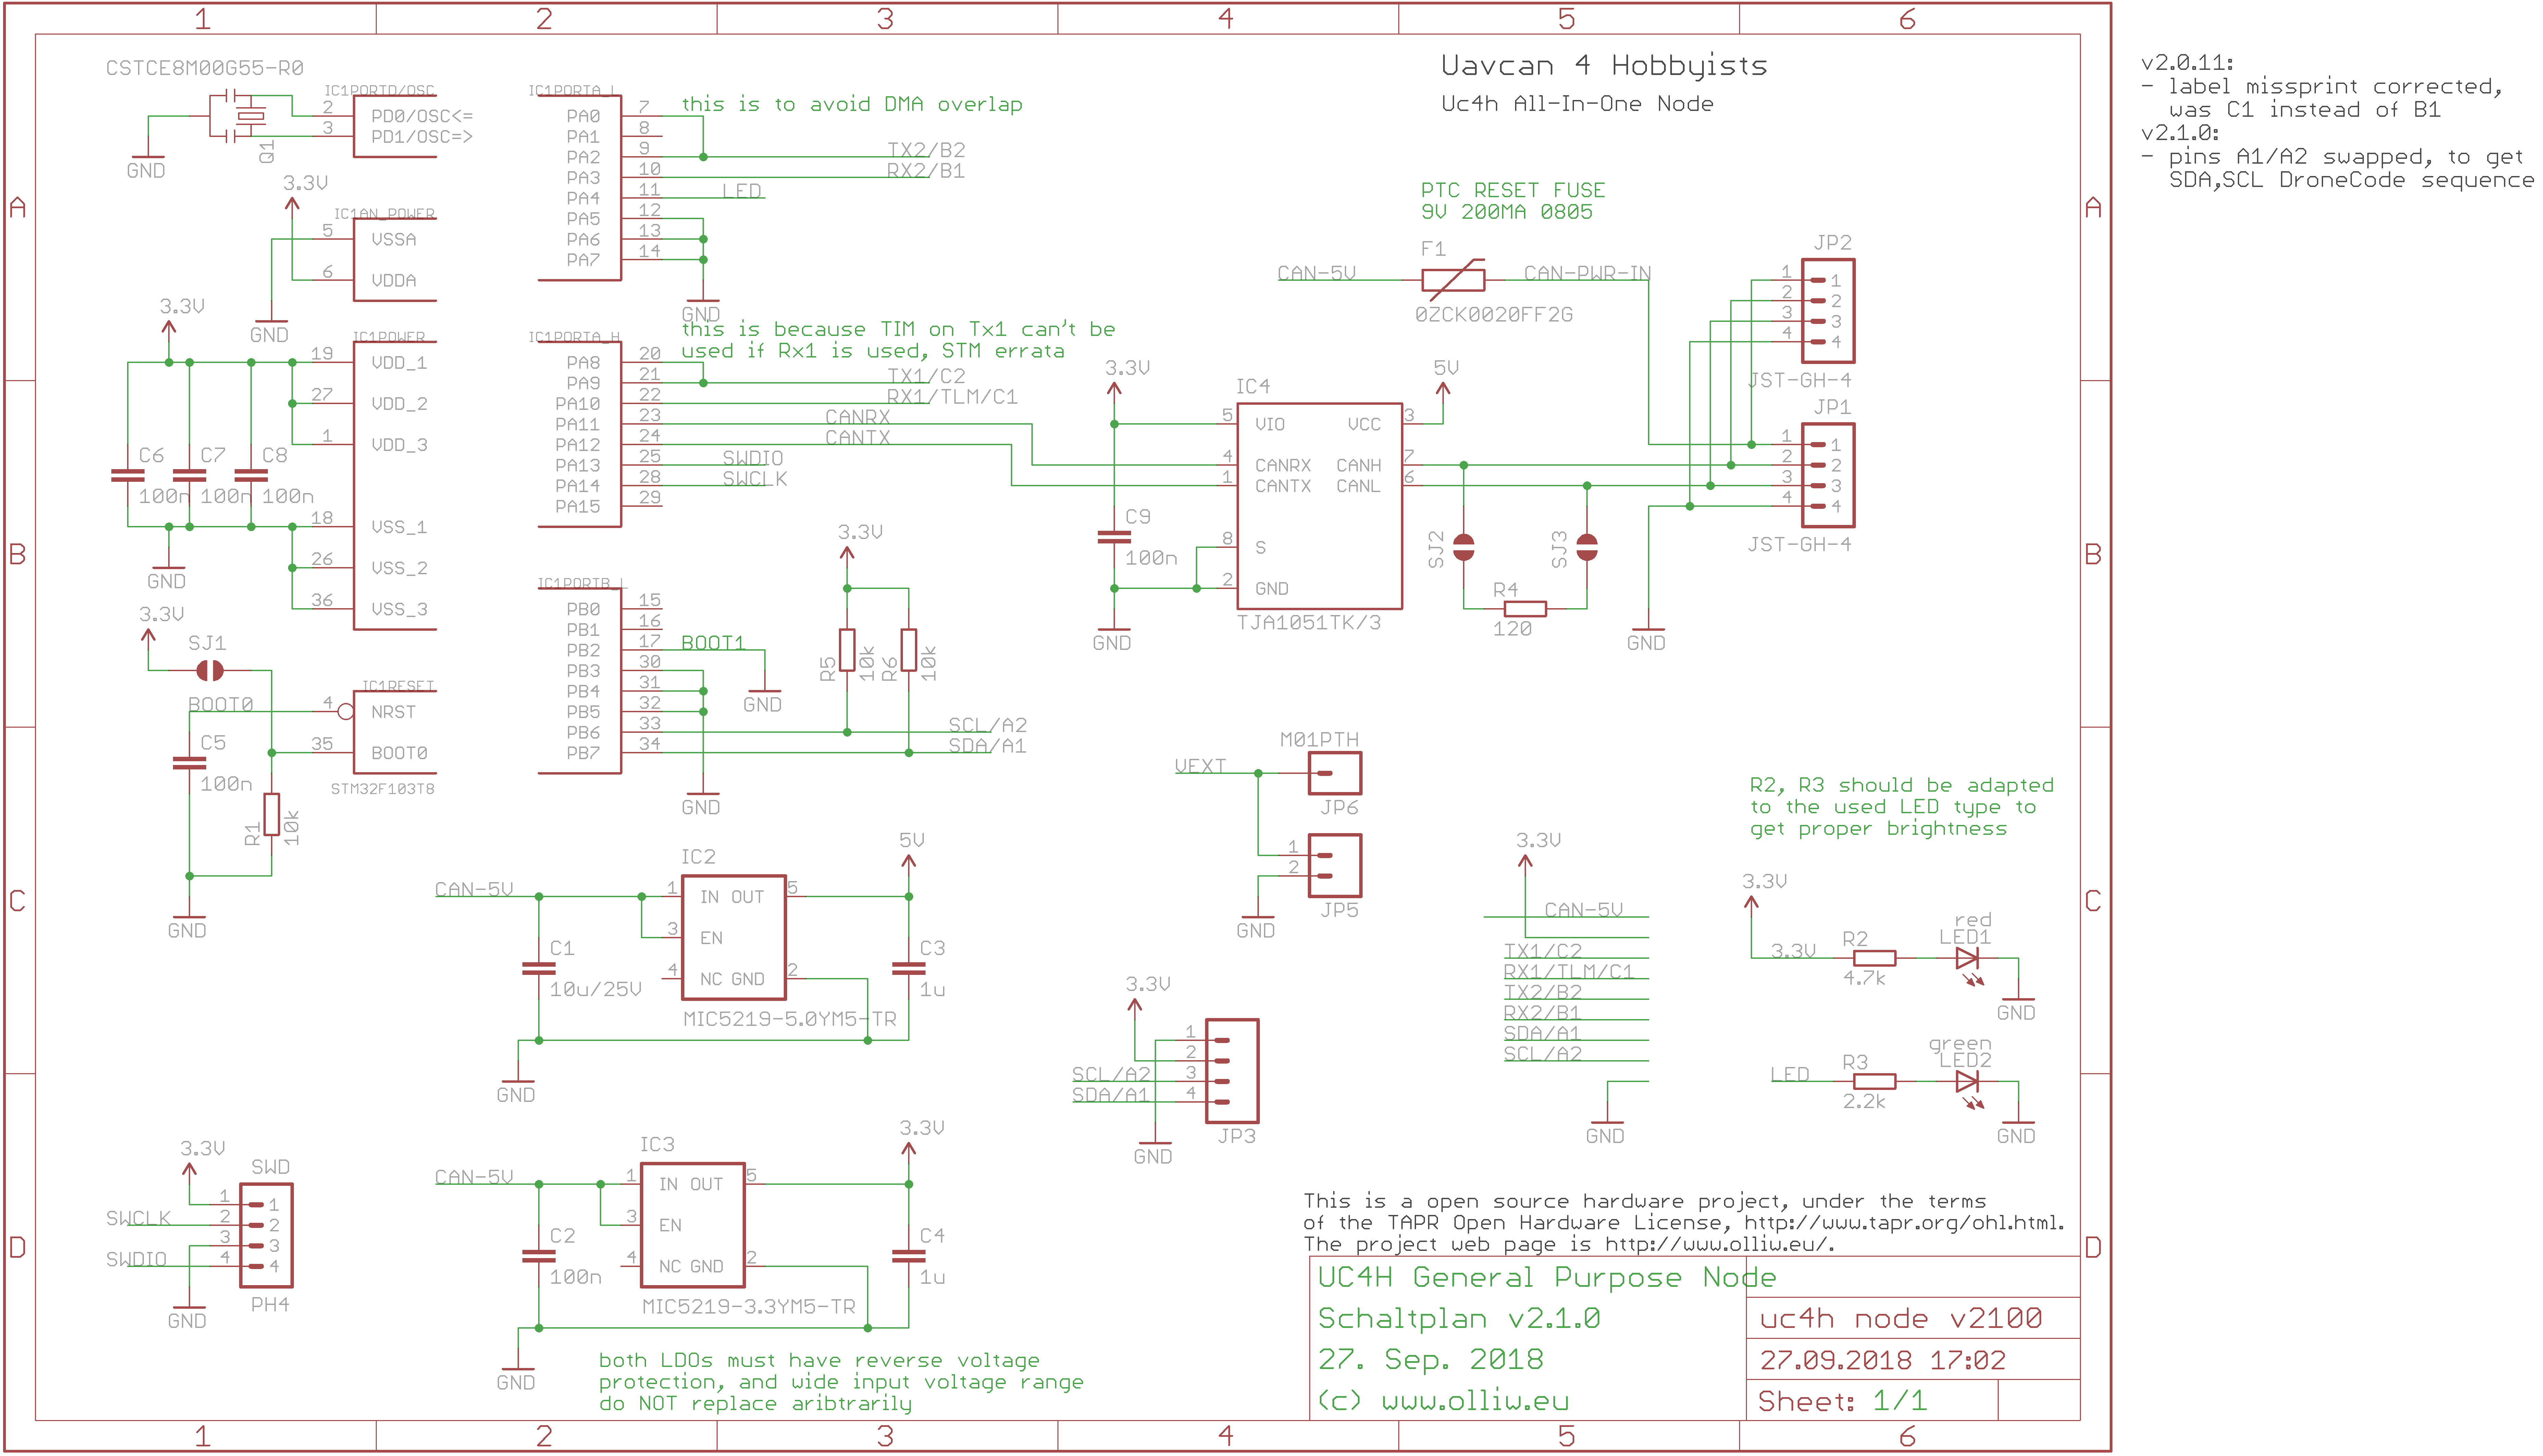 1 2 3 4 5 6
CSTCE8M00G55-R0
Q1
GND
IC1PORTD/OSC
2 PD0/OSC<=
3 PD1/OSC=>
3.3V
IC1AN_POWER
5 VSSA
6 VDDA
GND
3.3V
IC1POWER
19 VDD_1
27 VDD_2
1 VDD_3
C6 C7 C8
100n 100n 100n
18 VSS_1
26 VSS_2
36 VSS_3
GND
3.3V
SJ1
IC1RESET
BOOT0 4 NRST
35 BOOT0
STM32F103T8
C5
100n
R1
10k
GND
IC1PORTA_L
this is to avoid DMA overlap
PA0 7
PA1 8
PA2 9 TX2/B2
PA3 10 RX2/B1
PA4 11 LED
PA5 12
PA6 13
PA7 14
GND
this is because TIM on Tx1 can't be
used if Rx1 is used, STM errata
IC1PORTA_H
PA8 20
PA9 21 TX1/C2
PA10 22 RX1/TLM/C1
PA11 23 CANRX
PA12 24 CANTX
PA13 25 SWDIO
PA14 28 SWCLK
PA15 29
IC1PORTB_L
PB0 15
PB1 16
PB2 17 BOOT1
PB3 30
PB4 31
PB5 32
PB6 33 SCL/A2
PB7 34 SDA/A1
GND
GND
3.3V
R5 10k R6 10k
Uavcan 4 Hobbyists
Uc4h All-In-One Node
v2.0.11:
- label missprint corrected,
was C1 instead of B1
v2.1.0:
- pins A1/A2 swapped, to get
SDA,SCL DroneCode sequence
PTC RESET FUSE
9V 200MA 0805
F1
CAN-5V CAN-PWR-IN
0ZCK0020FF2G
JP2
1 1
2 2
3 3
4 4
JST-GH-4
JP1
1 1
2 2
3 3
4 4
JST-GH-4
GND
3.3V
C9
100n
GND
IC4
5V
5 VIO VCC 3
4 CANRX CANH 7
1 CANTX CANL 6
8 S
2 GND
TJA1051TK/3
SJ2 SJ3
R4
120
IC2
5V
CAN-5V 1 IN OUT 5
3 EN
4 NC GND 2
MIC5219-5.0YM5-TR
C1
10u/25V
C3
1u
GND
IC3
3.3V
CAN-5V 1 IN OUT 5
3 EN
4 NC GND 2
MIC5219-3.3YM5-TR
C2
100n
C4
1u
GND
both LDOs must have reverse voltage
protection, and wide input voltage range
do NOT replace aribtrarily
3.3V
SWD
1 1
SWCLK 2 2
3 3
SWDIO 4 4
PH4
GND
M01PTH
VEXT
JP6
1
2
JP5
GND
3.3V
1
2
SCL/A2 3
SDA/A1 4
JP3
GND
3.3V
CAN-5V
TX1/C2
RX1/TLM/C1
TX2/B2
RX2/B1
SDA/A1
SCL/A2
GND
R2, R3 should be adapted
to the used LED type to
get proper brightness
3.3V
red
3.3V R2 LED1
4.7k
GND
green
LED R3 LED2
2.2k
GND
This is a open source hardware project, under the terms
of the TAPR Open Hardware License, http://www.tapr.org/ohl.html.
The project web page is http://www.olliw.eu/.
UC4H General Purpose Node
Schaltplan v2.1.0
27. Sep. 2018
(c) www.olliw.eu
uc4h node v2100
27.09.2018 17:02
Sheet: 1/1
A A
B B
C C
D D
1 2 3 4 5 6